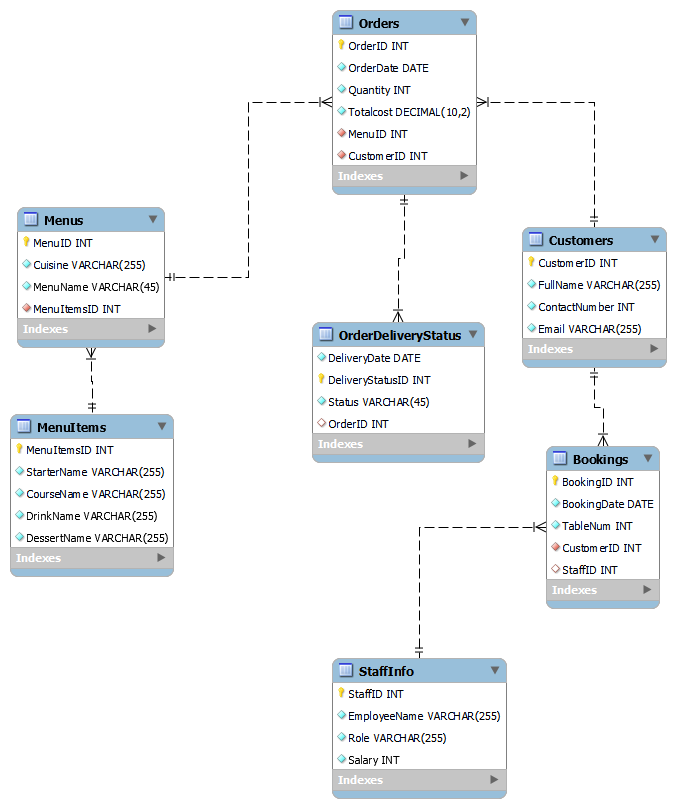 Orders
OrderID INT
OrderDate DATE
Quantity INT
Totalcost DECIMAL(10,2)
MenuID INT
CustomerID INT
Indexes
Menus
MenuID INT
Cuisine VARCHAR(255)
MenuName VARCHAR(45)
MenuItemsID INT
Indexes
Customers
CustomerID INT
FullName VARCHAR(255)
ContactNumber INT
Email VARCHAR(255)
Indexes
OrderDeliveryStatus
DeliveryDate DATE
DeliveryStatusID INT
Status VARCHAR(45)
OrderID INT
Indexes
MenuItems
MenuItemsID INT
StarterName VARCHAR(255)
CourseName VARCHAR(255)
DrinkName VARCHAR(255)
DessertName VARCHAR(255)
Indexes
Bookings
BookingID INT
BookingDate DATE
TableNum INT
CustomerID INT
StaffID INT
Indexes
StaffInfo
StaffID INT
EmployeeName VARCHAR(255)
Role VARCHAR(255)
Salary INT
Indexes